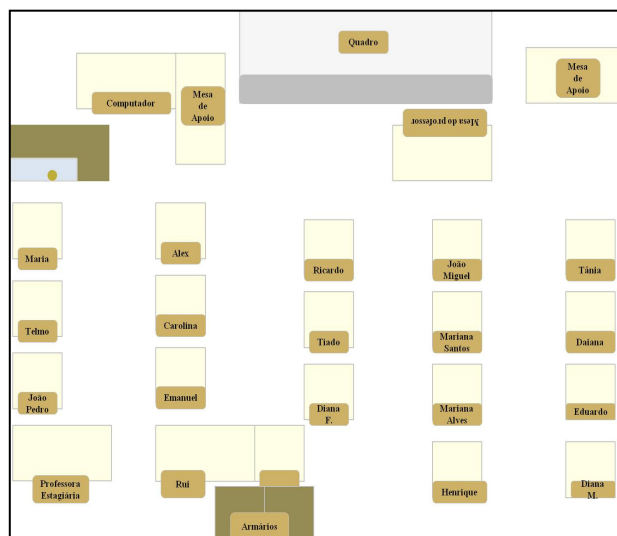 Quadro
Computador
Mesa
de
Apoio
Mesa
de
Apoio
Mesa do professor
Maria
Alex
Ricardo
João
Miguel
Tânia
Telmo
Carolina
Tiado
Mariana
Santos
Daiana
João
Pedro
Emanuel
Diana
F.
Mariana
Alves
Eduardo
Professora
Estagiária
Rui
Henrique
Diana
M.
Armários